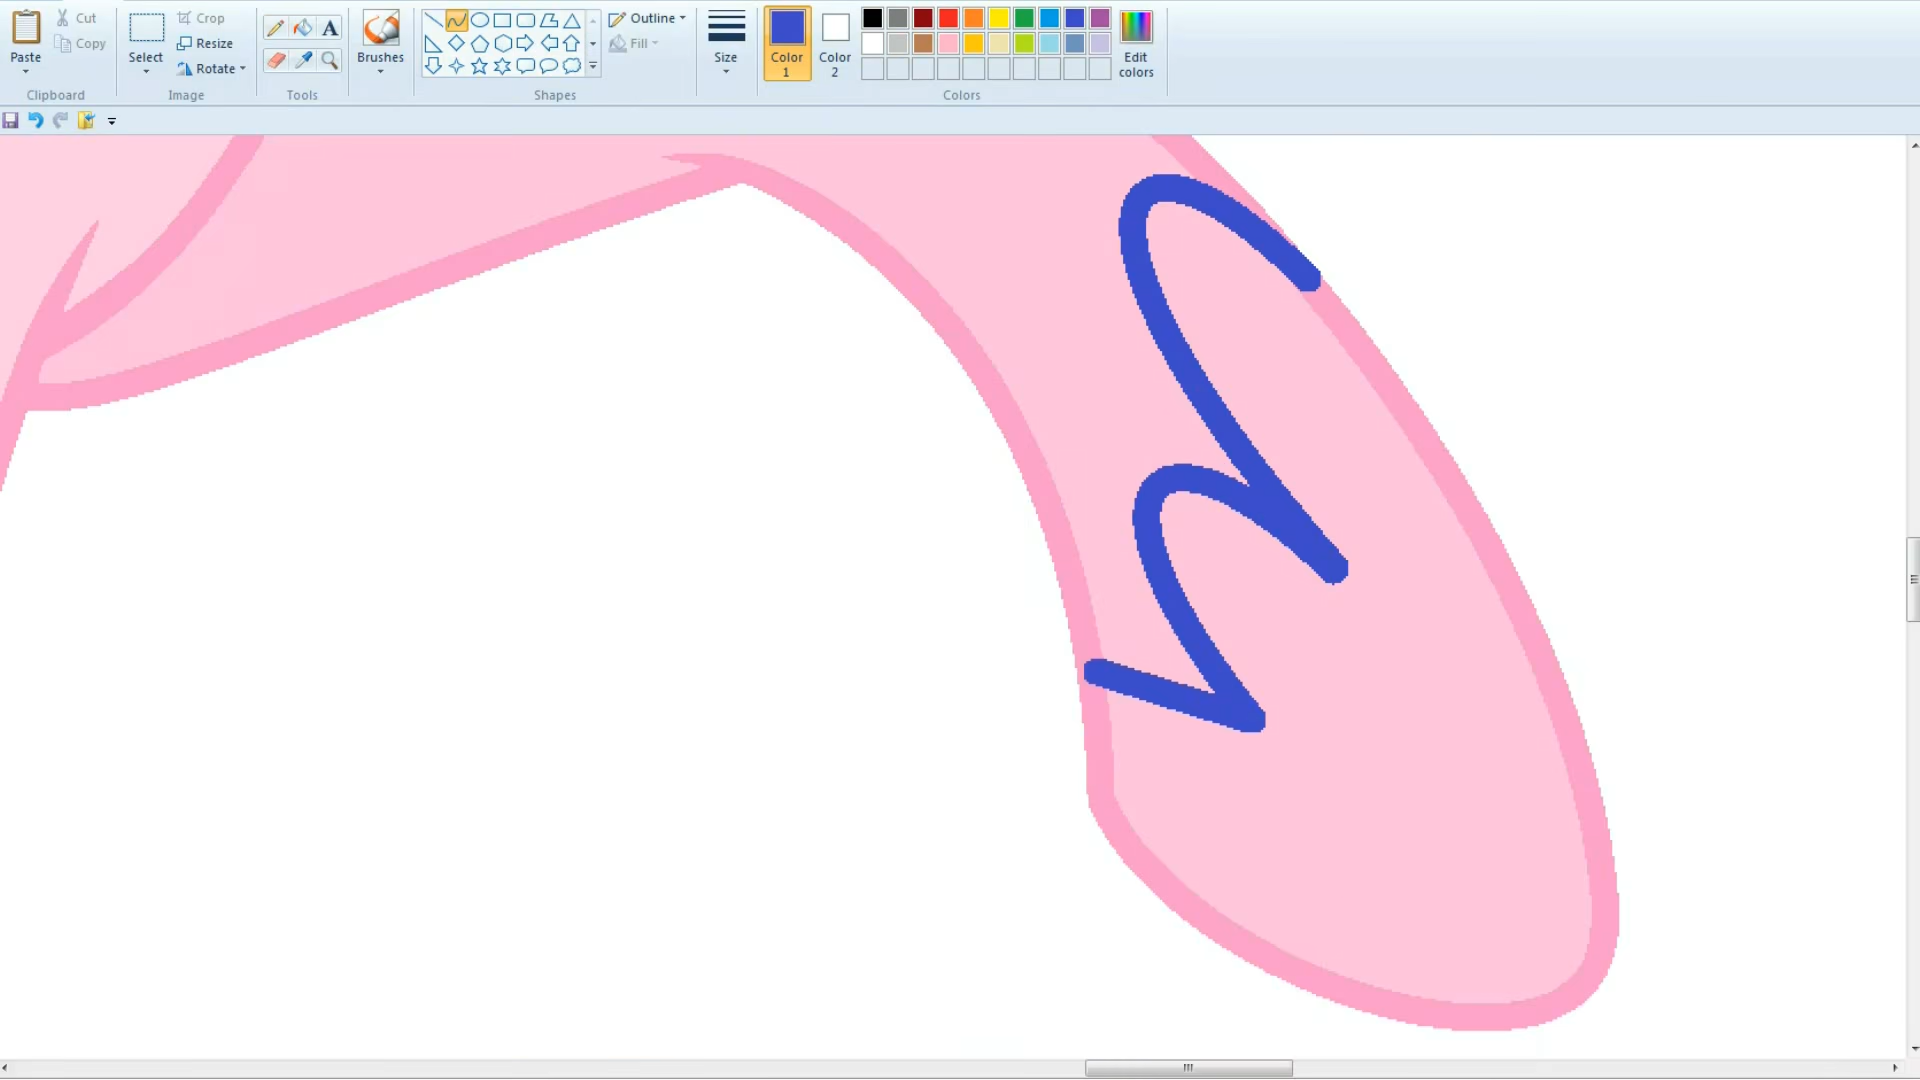 Paste
Cut
Copy
Clipboard
Select
Crop
Resize
Rotate
Image
A
Tools
Brushes
Outline
Fill
Shapes
Size
Color
1
Color
2
Edit
colors
Colors